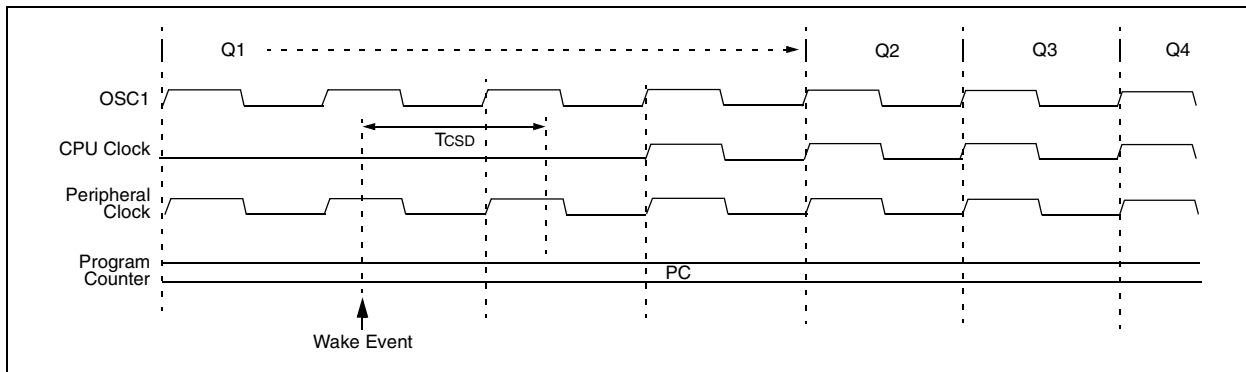 Q1 Q2 Q3 Q4
OSC1
TCSD
CPU Clock
Peripheral
Clock
Program
Counter
PC
Wake Event